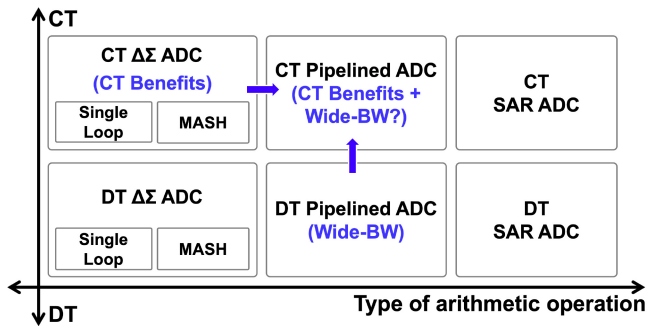 CT
CT ΔΣ ADC
(CT Benefits)
Single
Loop
MASH
CT Pipelined ADC
(CT Benefits +
Wide-BW?)
CT
SAR ADC
DT ΔΣ ADC
Single
Loop
MASH
DT Pipelined ADC
(Wide-BW)
DT
SAR ADC
DT
Type of arithmetic operation